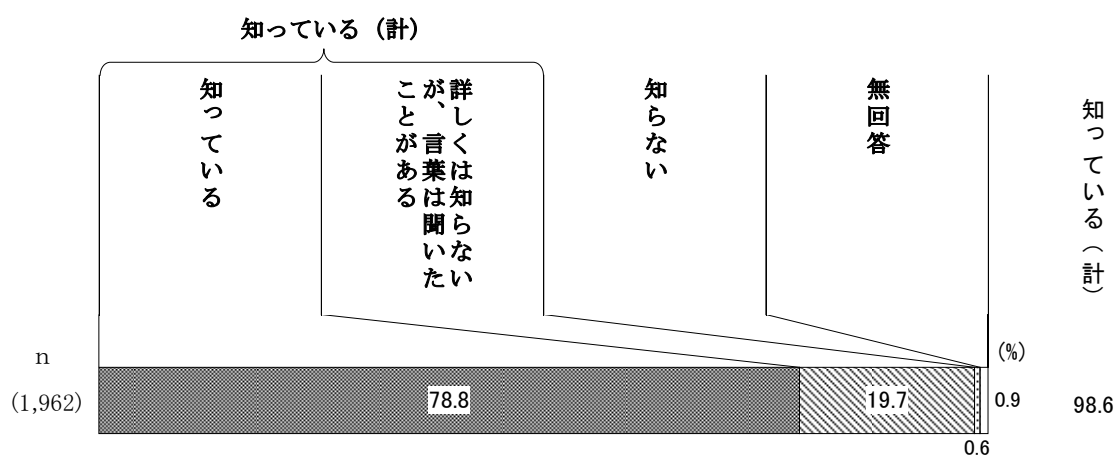 知っている（計）
知っている
詳しくは知らない
が、言葉は聞いた
ことがある
知らない
無回答
知っている（計）
(%)
n
(1,962)
78.8
19.7
0.6
0.9
98.6